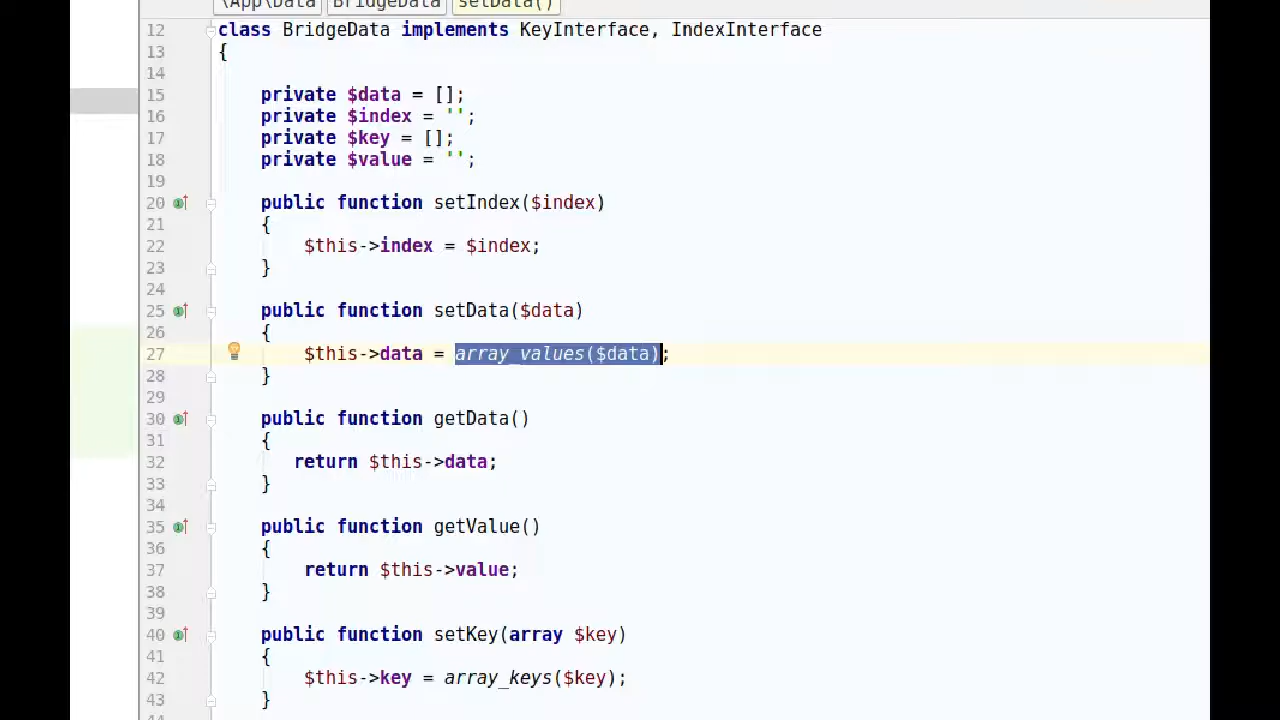 \App\Data BridgeData setData()
12 class BridgeData implements KeyInterface, IndexInterface
13 {
14
15 private $data = [];
16 private $index = '';
17 private $key = [];
18 private $value = '';
19
20 public function setIndex($index)
21 {
22 $this->index = $index;
23 }
24
25 public function setData($data)
26 {
27 $this->data = array_values($data);
28 }
29
30 public function getData()
31 {
32 return $this->data;
33 }
34
35 public function getValue()
36 {
37 return $this->value;
38 }
39
40 public function setKey(array $key)
41 {
42 $this->key = array_keys($key);
43 }
44